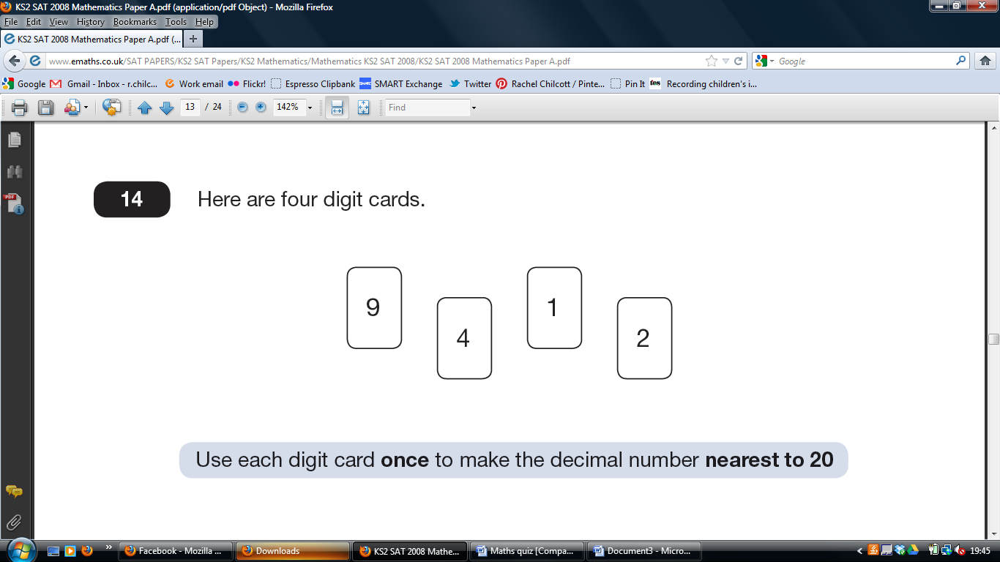 KS2 SAT 2008 Mathematics Paper A.pdf (application/pdf Object) - Mozilla Firefox
File Edit View History Bookmarks Tools Help
KS2 SAT 2008 Mathematics Paper A.pdf (... +
www.emaths.co.uk/SAT PAPERS/KS2 SAT Papers/KS2 Mathematics/Mathematics KS2 SAT 2008/KS2 SAT 2008 Mathematics Paper A.pdf Google
Google Gmail - Inbox - r.chilc... Work email Flickr! Espresso Clipbank SMART Exchange Twitter Rachel Chilcott / Pinte... Pin It tes Recording children's i...
13 / 24 142% Find
14 Here are four digit cards.
9 4 1 2
Use each digit card once to make the decimal number nearest to 20
Facebook - Mozilla ... Downloads KS2 SAT 2008 Mathe... Maths quiz [Compa... Document3 - Micro... 19:45